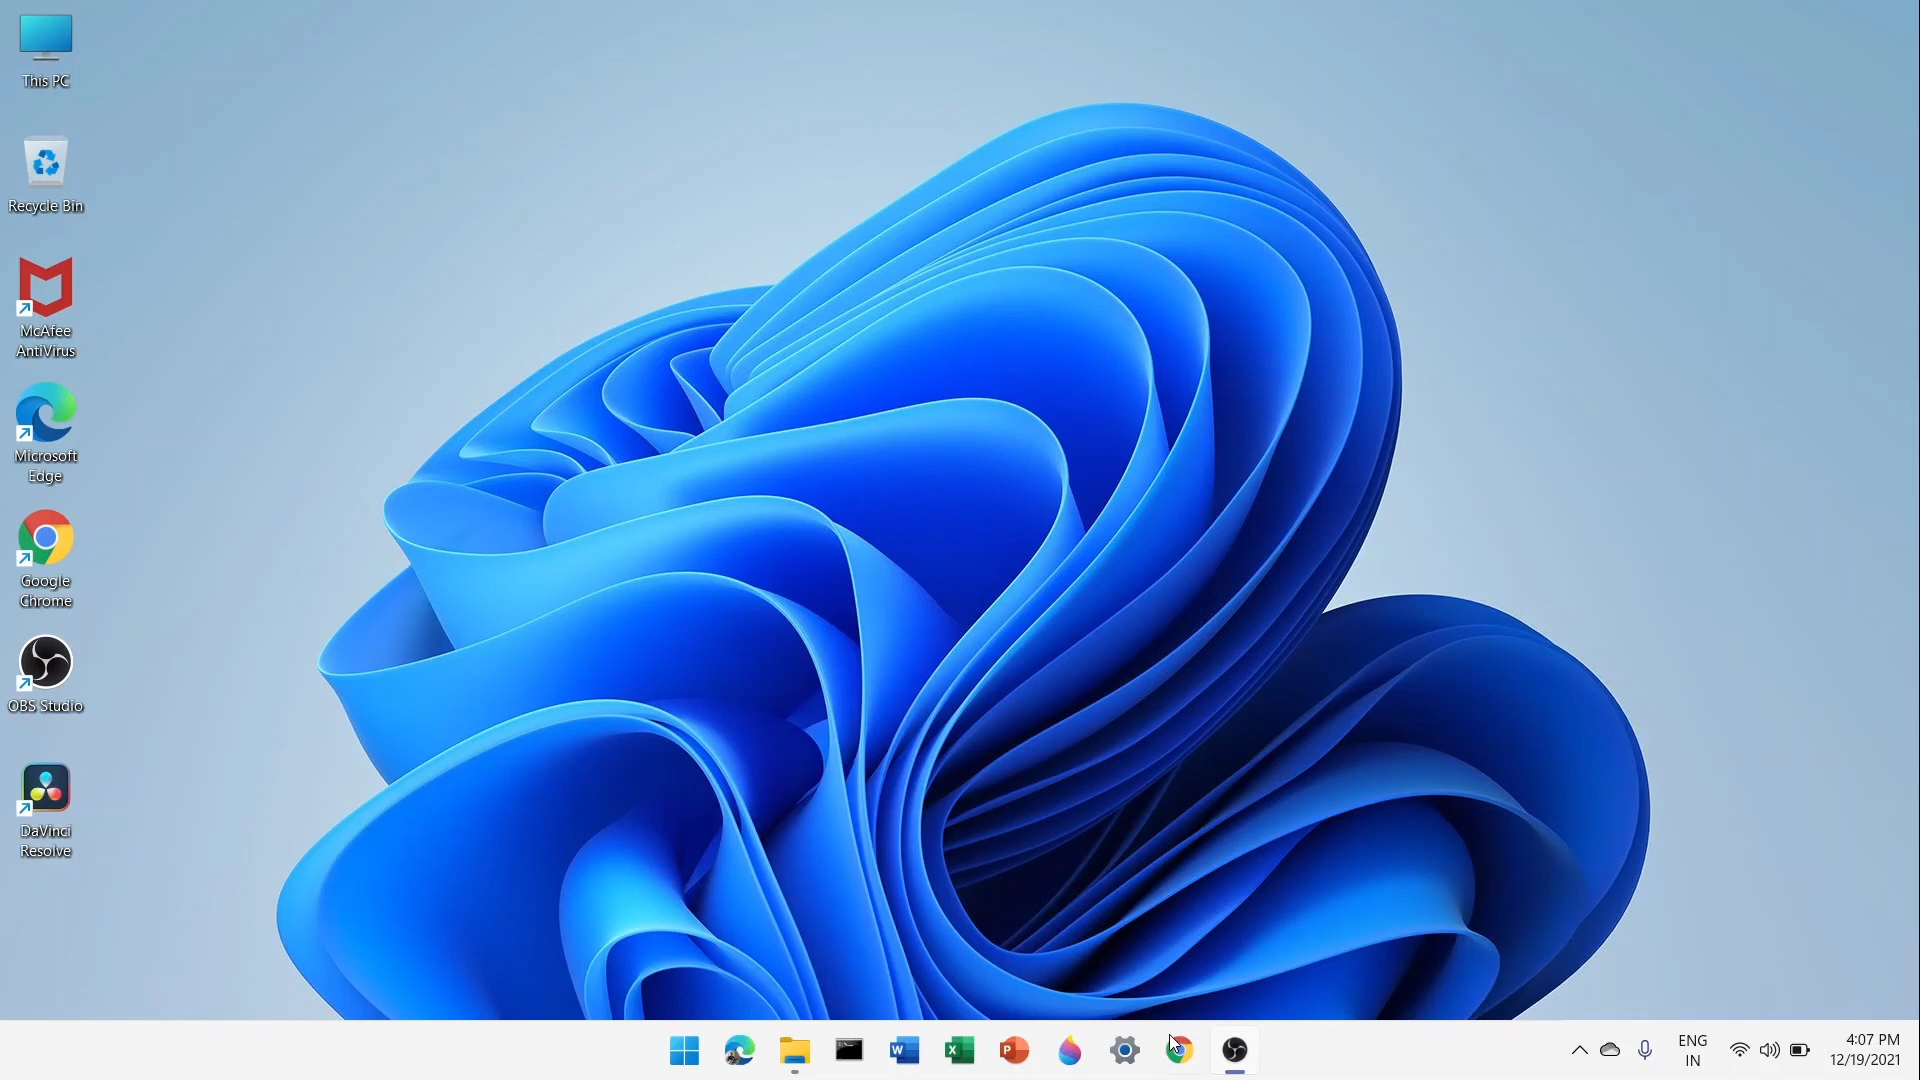 This PC
Recycle Bin
McAfee
AntiVirus
Microsoft
Edge
Google
Chrome
OBS Studio
DaVinci
Resolve
W
X
P
ENG
IN
4:07 PM
12/19/2021